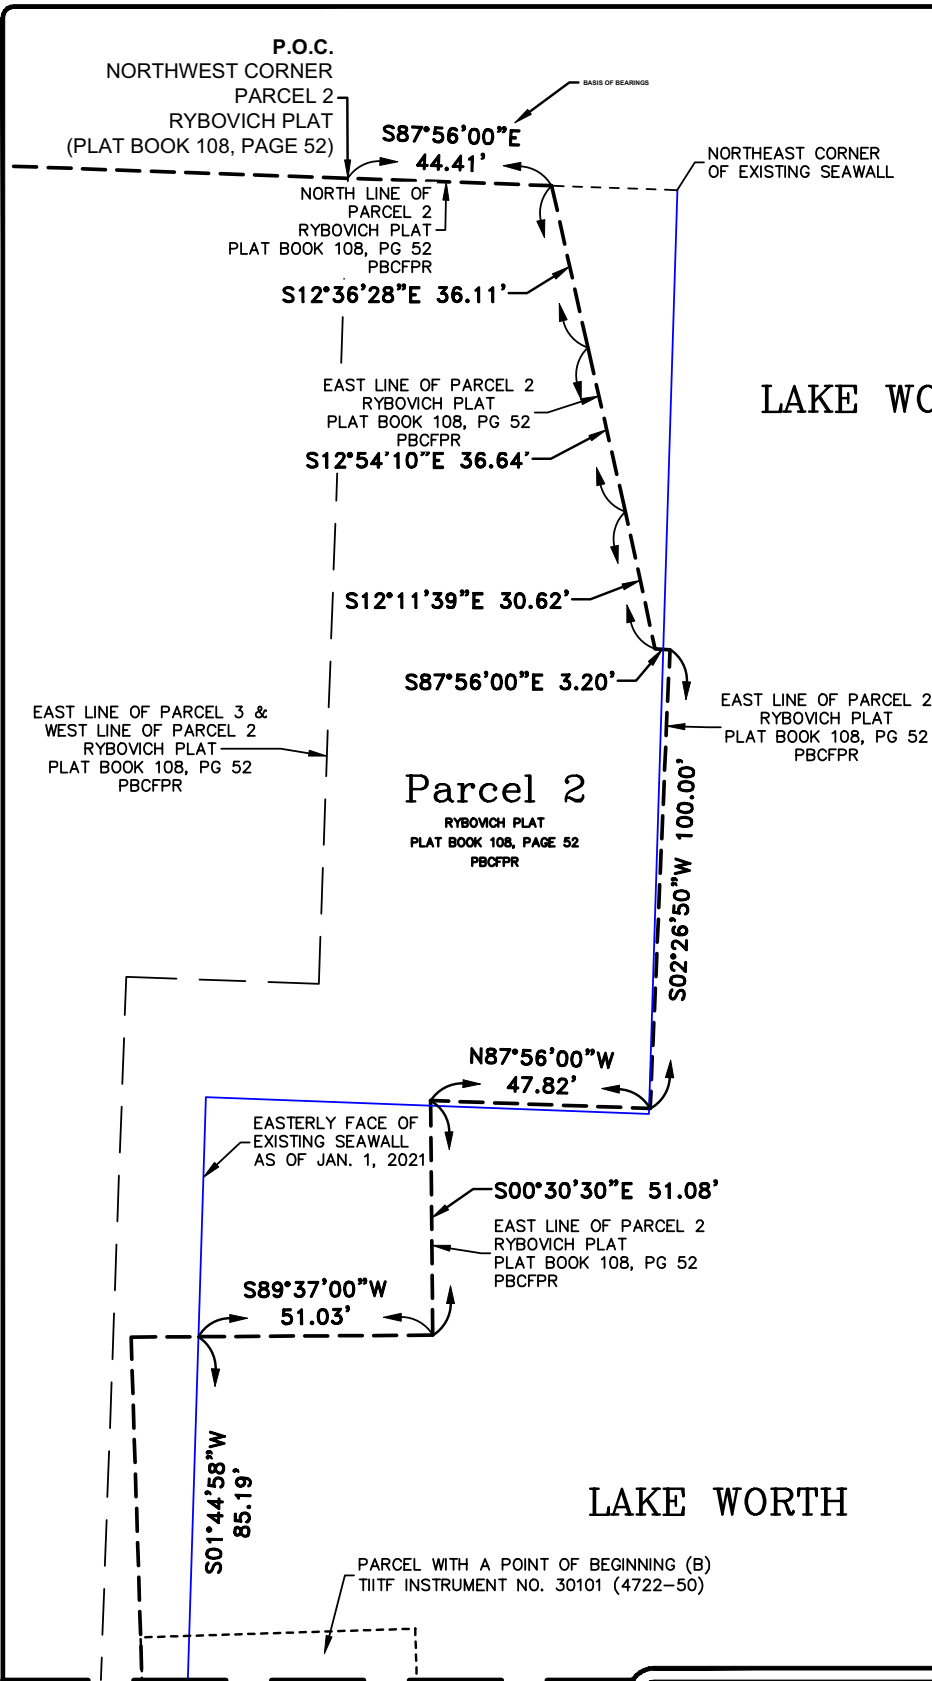 P.O.C.
NORTHWEST CORNER
PARCEL 2
RYBOVICH PLAT
(PLAT BOOK 108, PAGE 52)
BASIS OF BEARINGS
S87°56'00"E
44.41'
NORTHEAST CORNER
OF EXISTING SEAWALL
NORTH LINE OF
PARCEL 2
RYBOVICH PLAT
PLAT BOOK 108, PG 52
PBCFPR
S12°36'28"E 36.11'
EAST LINE OF PARCEL 2
RYBOVICH PLAT
PLAT BOOK 108, PG 52
PBCFPR
LAKE WO
S12°54'10"E 36.64'
S12°11'39"E 30.62'
S87°56'00"E 3.20'
EAST LINE OF PARCEL 3 &
WEST LINE OF PARCEL 2
RYBOVICH PLAT
PLAT BOOK 108, PG 52
PBCFPR
EAST LINE OF PARCEL 2
RYBOVICH PLAT
PLAT BOOK 108, PG 52
PBCFPR
Parcel 2
RYBOVICH PLAT
PLAT BOOK 108, PAGE 52
PBCFPR
S02°26'50"W 100.00'
N87°56'00"W
47.82'
EASTERLY FACE OF
EXISTING SEAWALL
AS OF JAN. 1, 2021
S00°30'30"E 51.08'
EAST LINE OF PARCEL 2
RYBOVICH PLAT
PLAT BOOK 108, PG 52
PBCFPR
S89°37'00"W
51.03'
S01°44'58"W
85.19'
LAKE WORTH
PARCEL WITH A POINT OF BEGINNING (B)
TIITF INSTRUMENT NO. 30101 (4722-50)